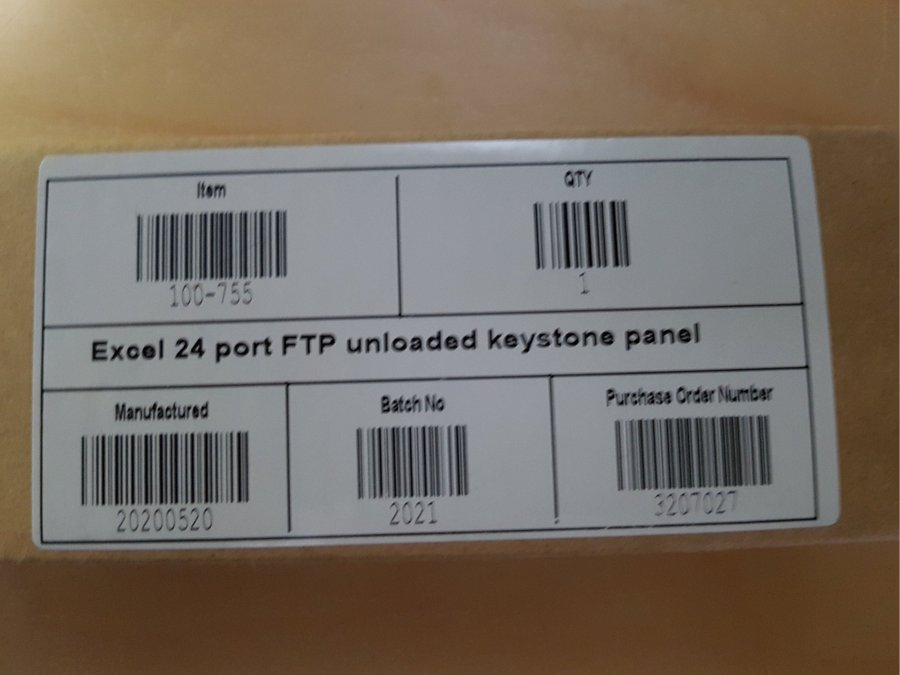 Item
QTY
100-755
1
Excel 24 port FTP unloaded keystone panel
Manufactured
Batch No
Purchase Order Number
20200520
2021
3207027